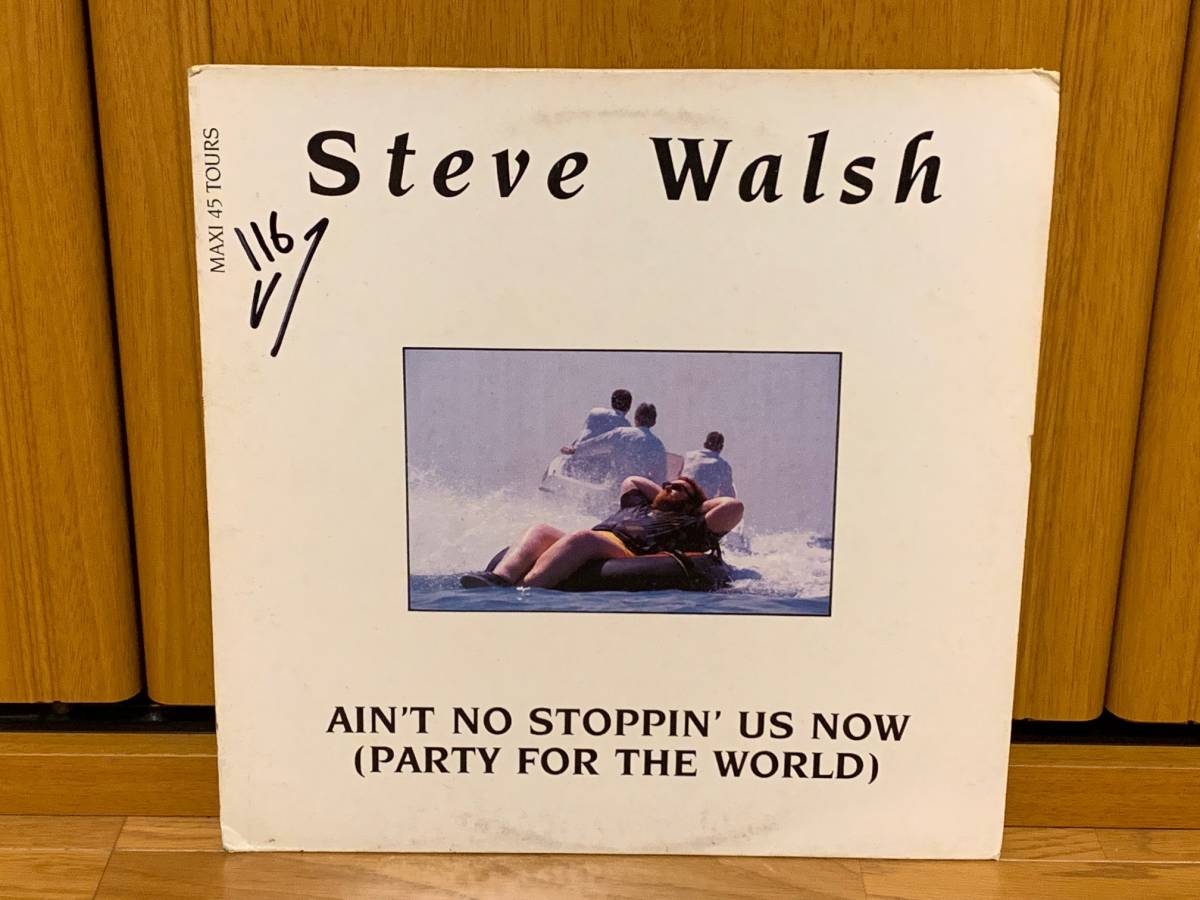 Steve Walsh
MAXI 45 TOURS
116
AIN'T NO STOPPIN' US NOW
(PARTY FOR THE WORLD)